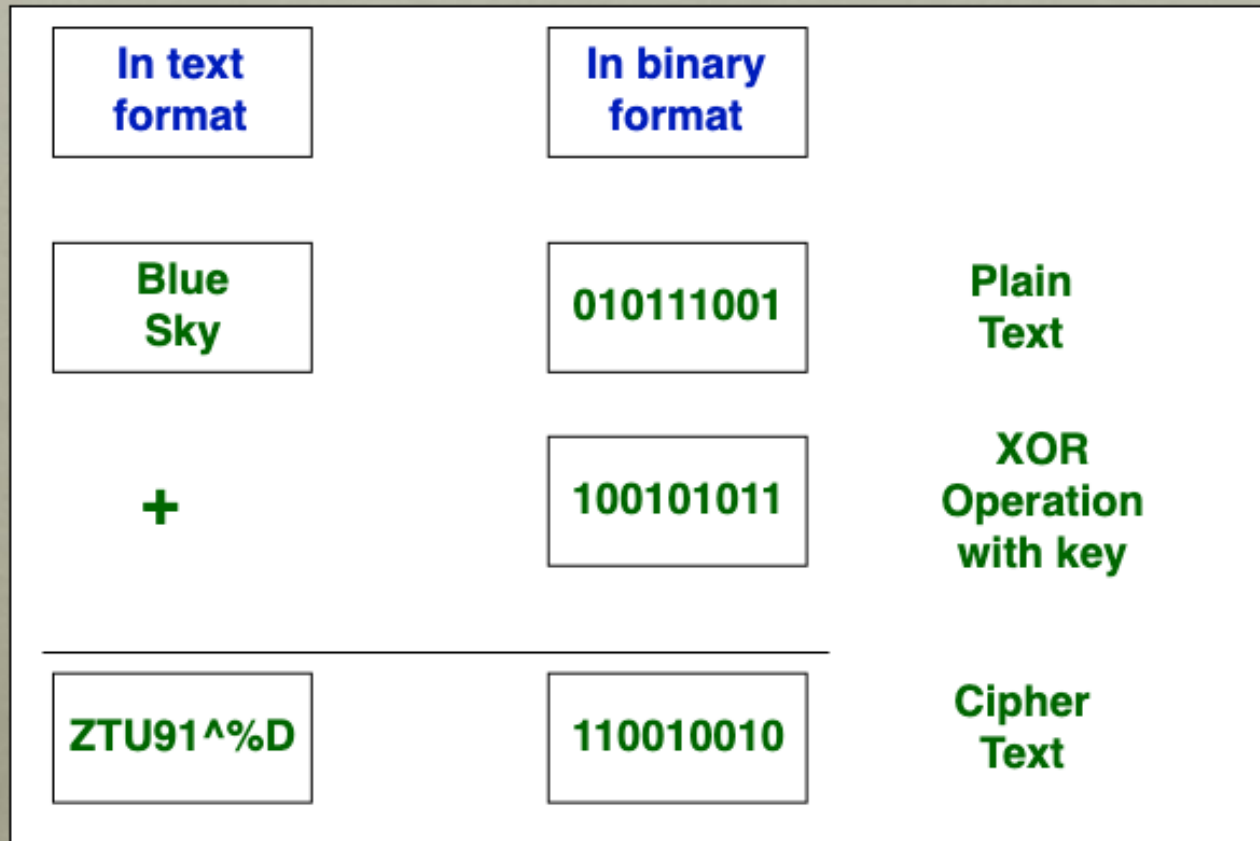 In text
format
In binary
format
Blue
Sky
010111001
Plain
Text
+
100101011
XOR
Operation
with key
ZTU91^%D
110010010
Cipher
Text